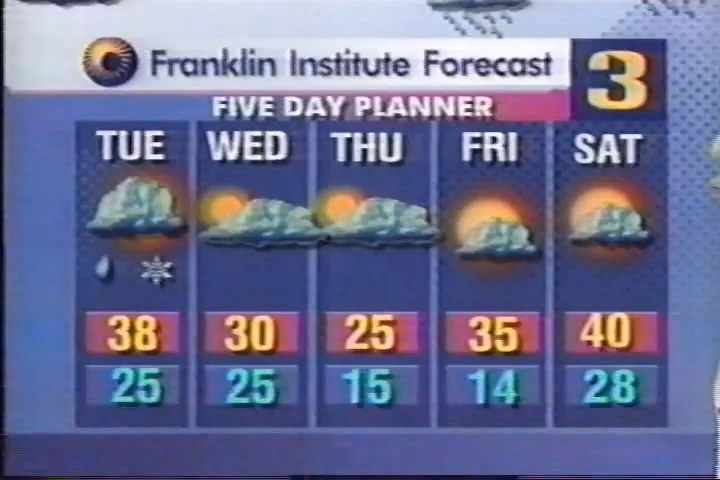 Franklin Institute Forecast 3
FIVE DAY PLANNER
TUE WED THU FRI SAT
38 30 25 35 40
25 25 15 14 28